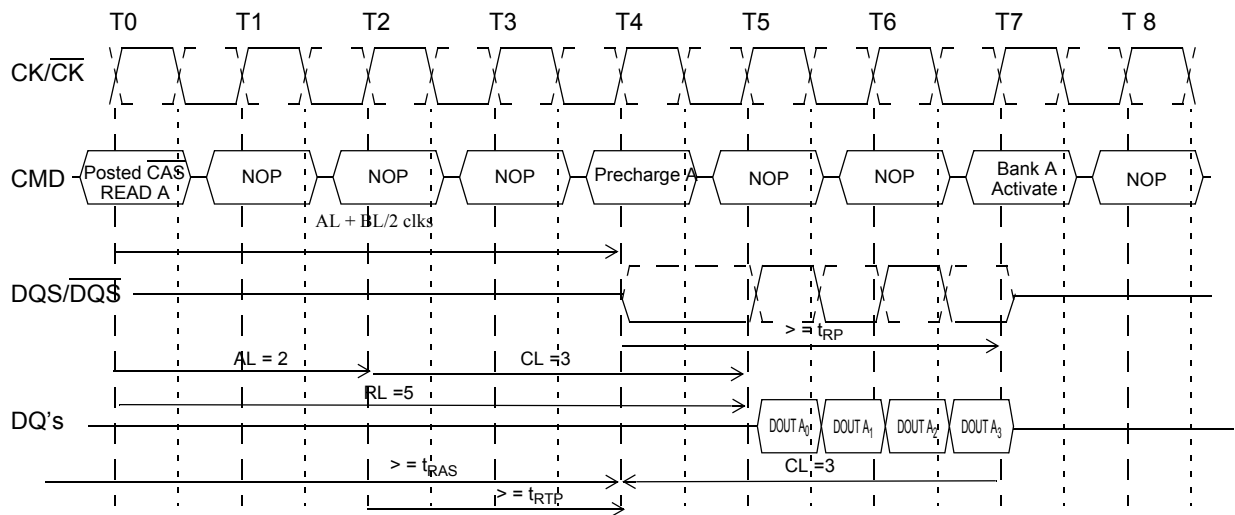 T0 T1 T2 T3 T4 T5 T6 T7 T 8
CK/CK
CMD
Posted CAS
READ A
NOP
NOP
NOP
Precharge A
NOP
NOP
Bank A
Activate
NOP
AL + BL/2 clks
DQS/DQS
> = tRP
AL = 2
CL =3
RL =5
DQ's
DOUT A0
DOUT A1
DOUT A2
DOUT A3
> = tRAS
CL =3
> = tRTP